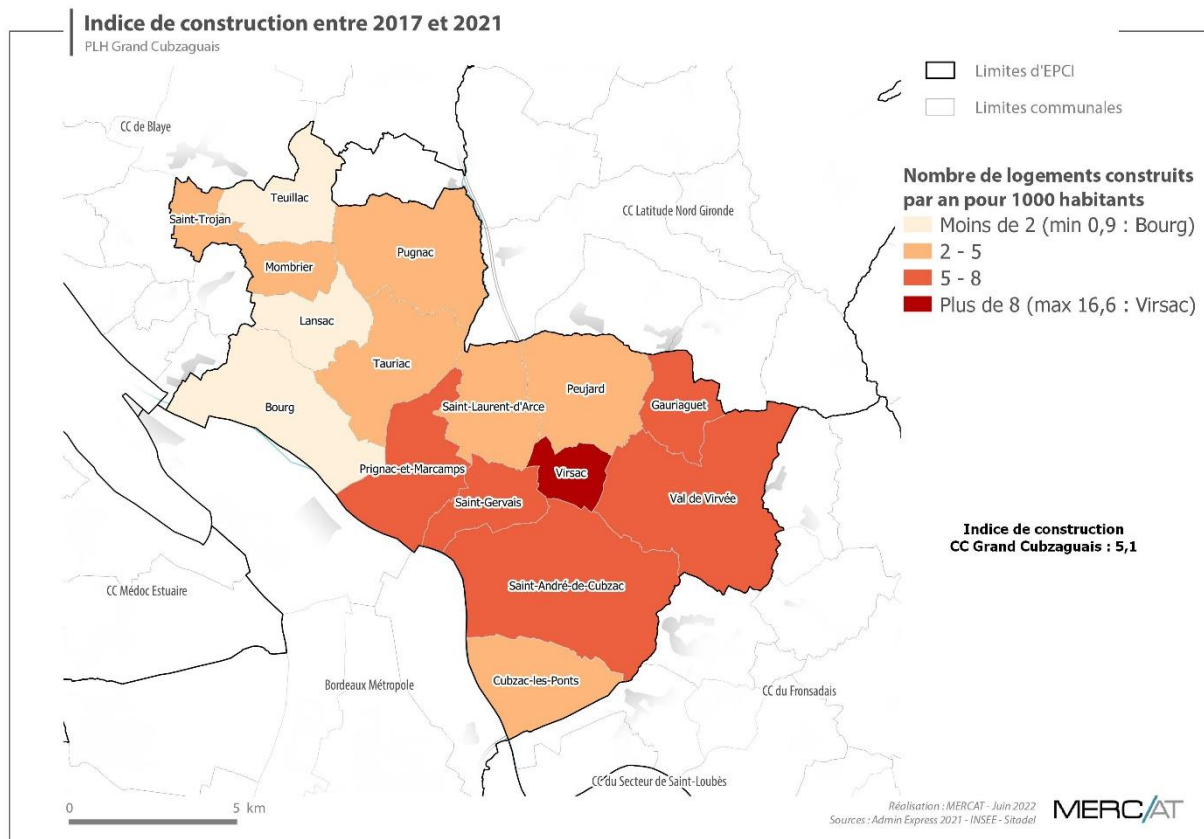 Indice de construction entre 2017 et 2021
PLH Grand Cubzaguais
Limites d'EPCI
Limites communales
Nombre de logements construits
par an pour 1000 habitants
Moins de 2 (min 0,9 : Bourg)
2 - 5
5 - 8
Plus de 8 (max 16,6 : Virsac)
CC de Blaye
Teuillac
Saint-Trojan
CC Latitude Nord Gironde
Pugnac
Mombrier
Lansac
Tauriac
Peujard
Bourg
Saint-Laurent-d'Arce
Gauriaguet
Prignac-et-Marcamps
Virsac
Val de Virvée
Saint-Gervais
Indice de construction
CC Grand Cubzaguais : 5,1
Saint-André-de-Cubzac
CC Médoc Estuaire
Cubzac-les-Ponts
Bordeaux Métropole
CC du Fronsadais
CC du Secteur de Saint-Loubès
0 5 km
Réalisation : MERCAT - Juin 2022
Sources : Admin Express 2021 - INSEE - Sitadel
MERC/AT